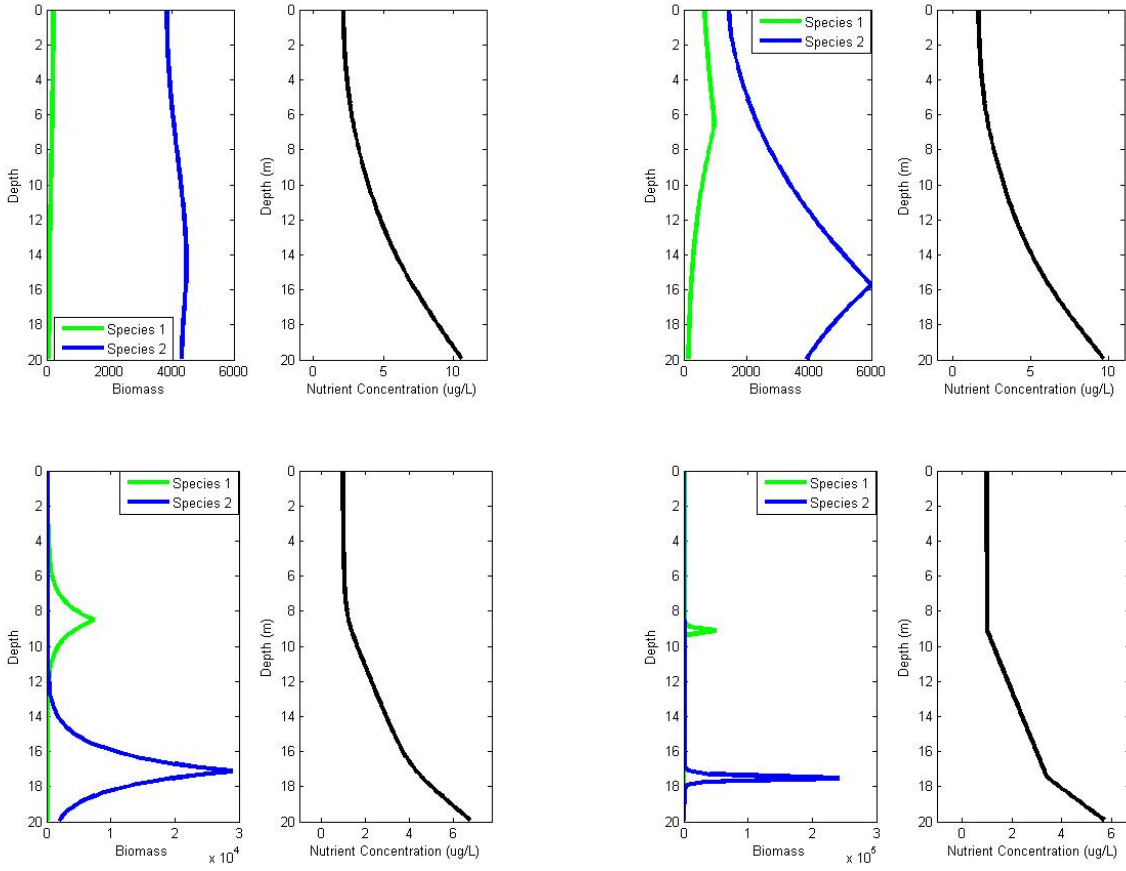 0
2
4
6
8
10
12
14
16
18
20
Depth
Species 1
Species 2
0 2000 4000 6000
Biomass
0
2
4
6
8
10
12
14
16
18
20
Depth (m)
0 5 10
Nutrient Concentration (ug/L)
0
2
4
6
8
10
12
14
16
18
20
Depth
Species 1
Species 2
0 2000 4000 6000
Biomass
0
2
4
6
8
10
12
14
16
18
20
Depth (m)
0 5 10
Nutrient Concentration (ug/L)
0
2
4
6
8
10
12
14
16
18
20
Depth
Species 1
Species 2
0 1 2 3
Biomass
x 10^4
0
2
4
6
8
10
12
14
16
18
20
Depth (m)
0 2 4 6
Nutrient Concentration (ug/L)
0
2
4
6
8
10
12
14
16
18
20
Depth
Species 1
Species 2
0 1 2 3
Biomass
x 10^5
0
2
4
6
8
10
12
14
16
18
20
Depth (m)
0 2 4 6
Nutrient Concentration (ug/L)